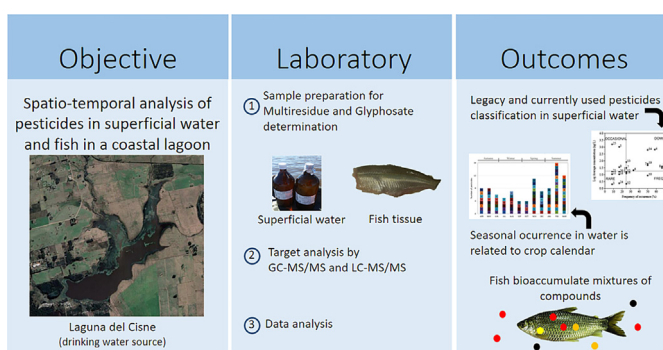 Objective
Spatio-temporal analysis of
pesticides in superficial water
and fish in a coastal lagoon
Laguna del Cisne
(drinking water source)
Laboratory
1 Sample preparation for
Multiresidue and Glyphosate
determination
Superficial water
Fish tissue
2 Target analysis by
GC-MS/MS and LC-MS/MS
3 Data analysis
Outcomes
Legacy and currently used pesticides
classification in superficial water
OCCASIONAL
RARE
Seasonal ocurrence in water is
related to crop calendar
Fish bioaccumulate mixtures of
compounds